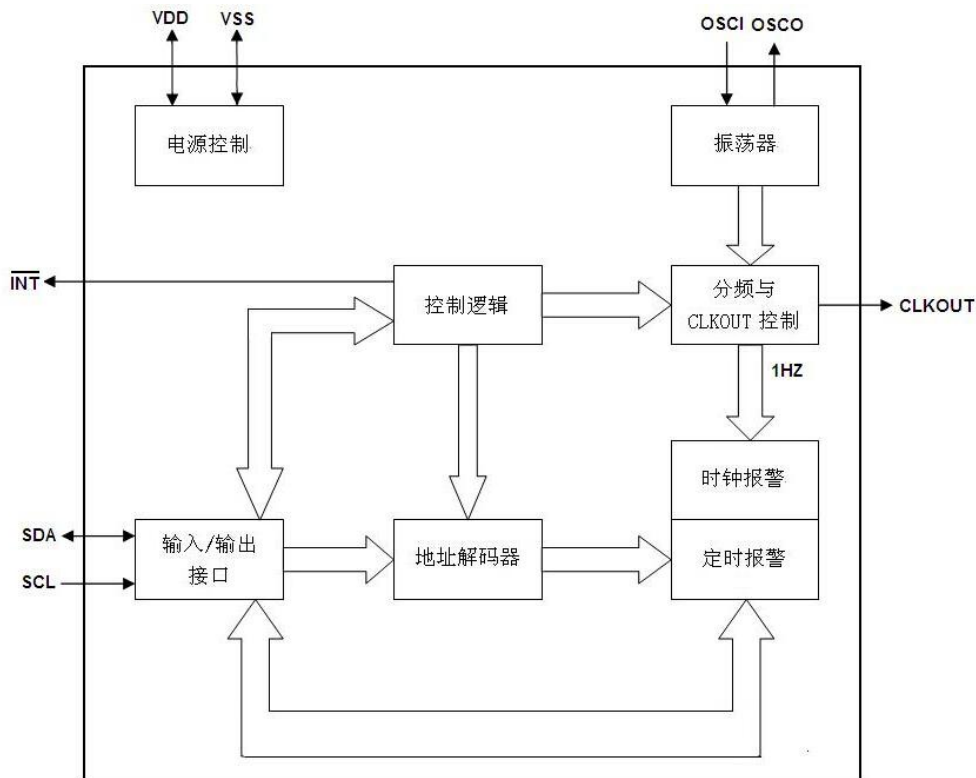 VDD VSS OSCI OSCO
电源控制
振荡器
INT
控制逻辑
分频与
CLKOUT 控制
CLKOUT
1HZ
时钟报警
SDA
SCL
输入/输出
接口
地址解码器
定时报警